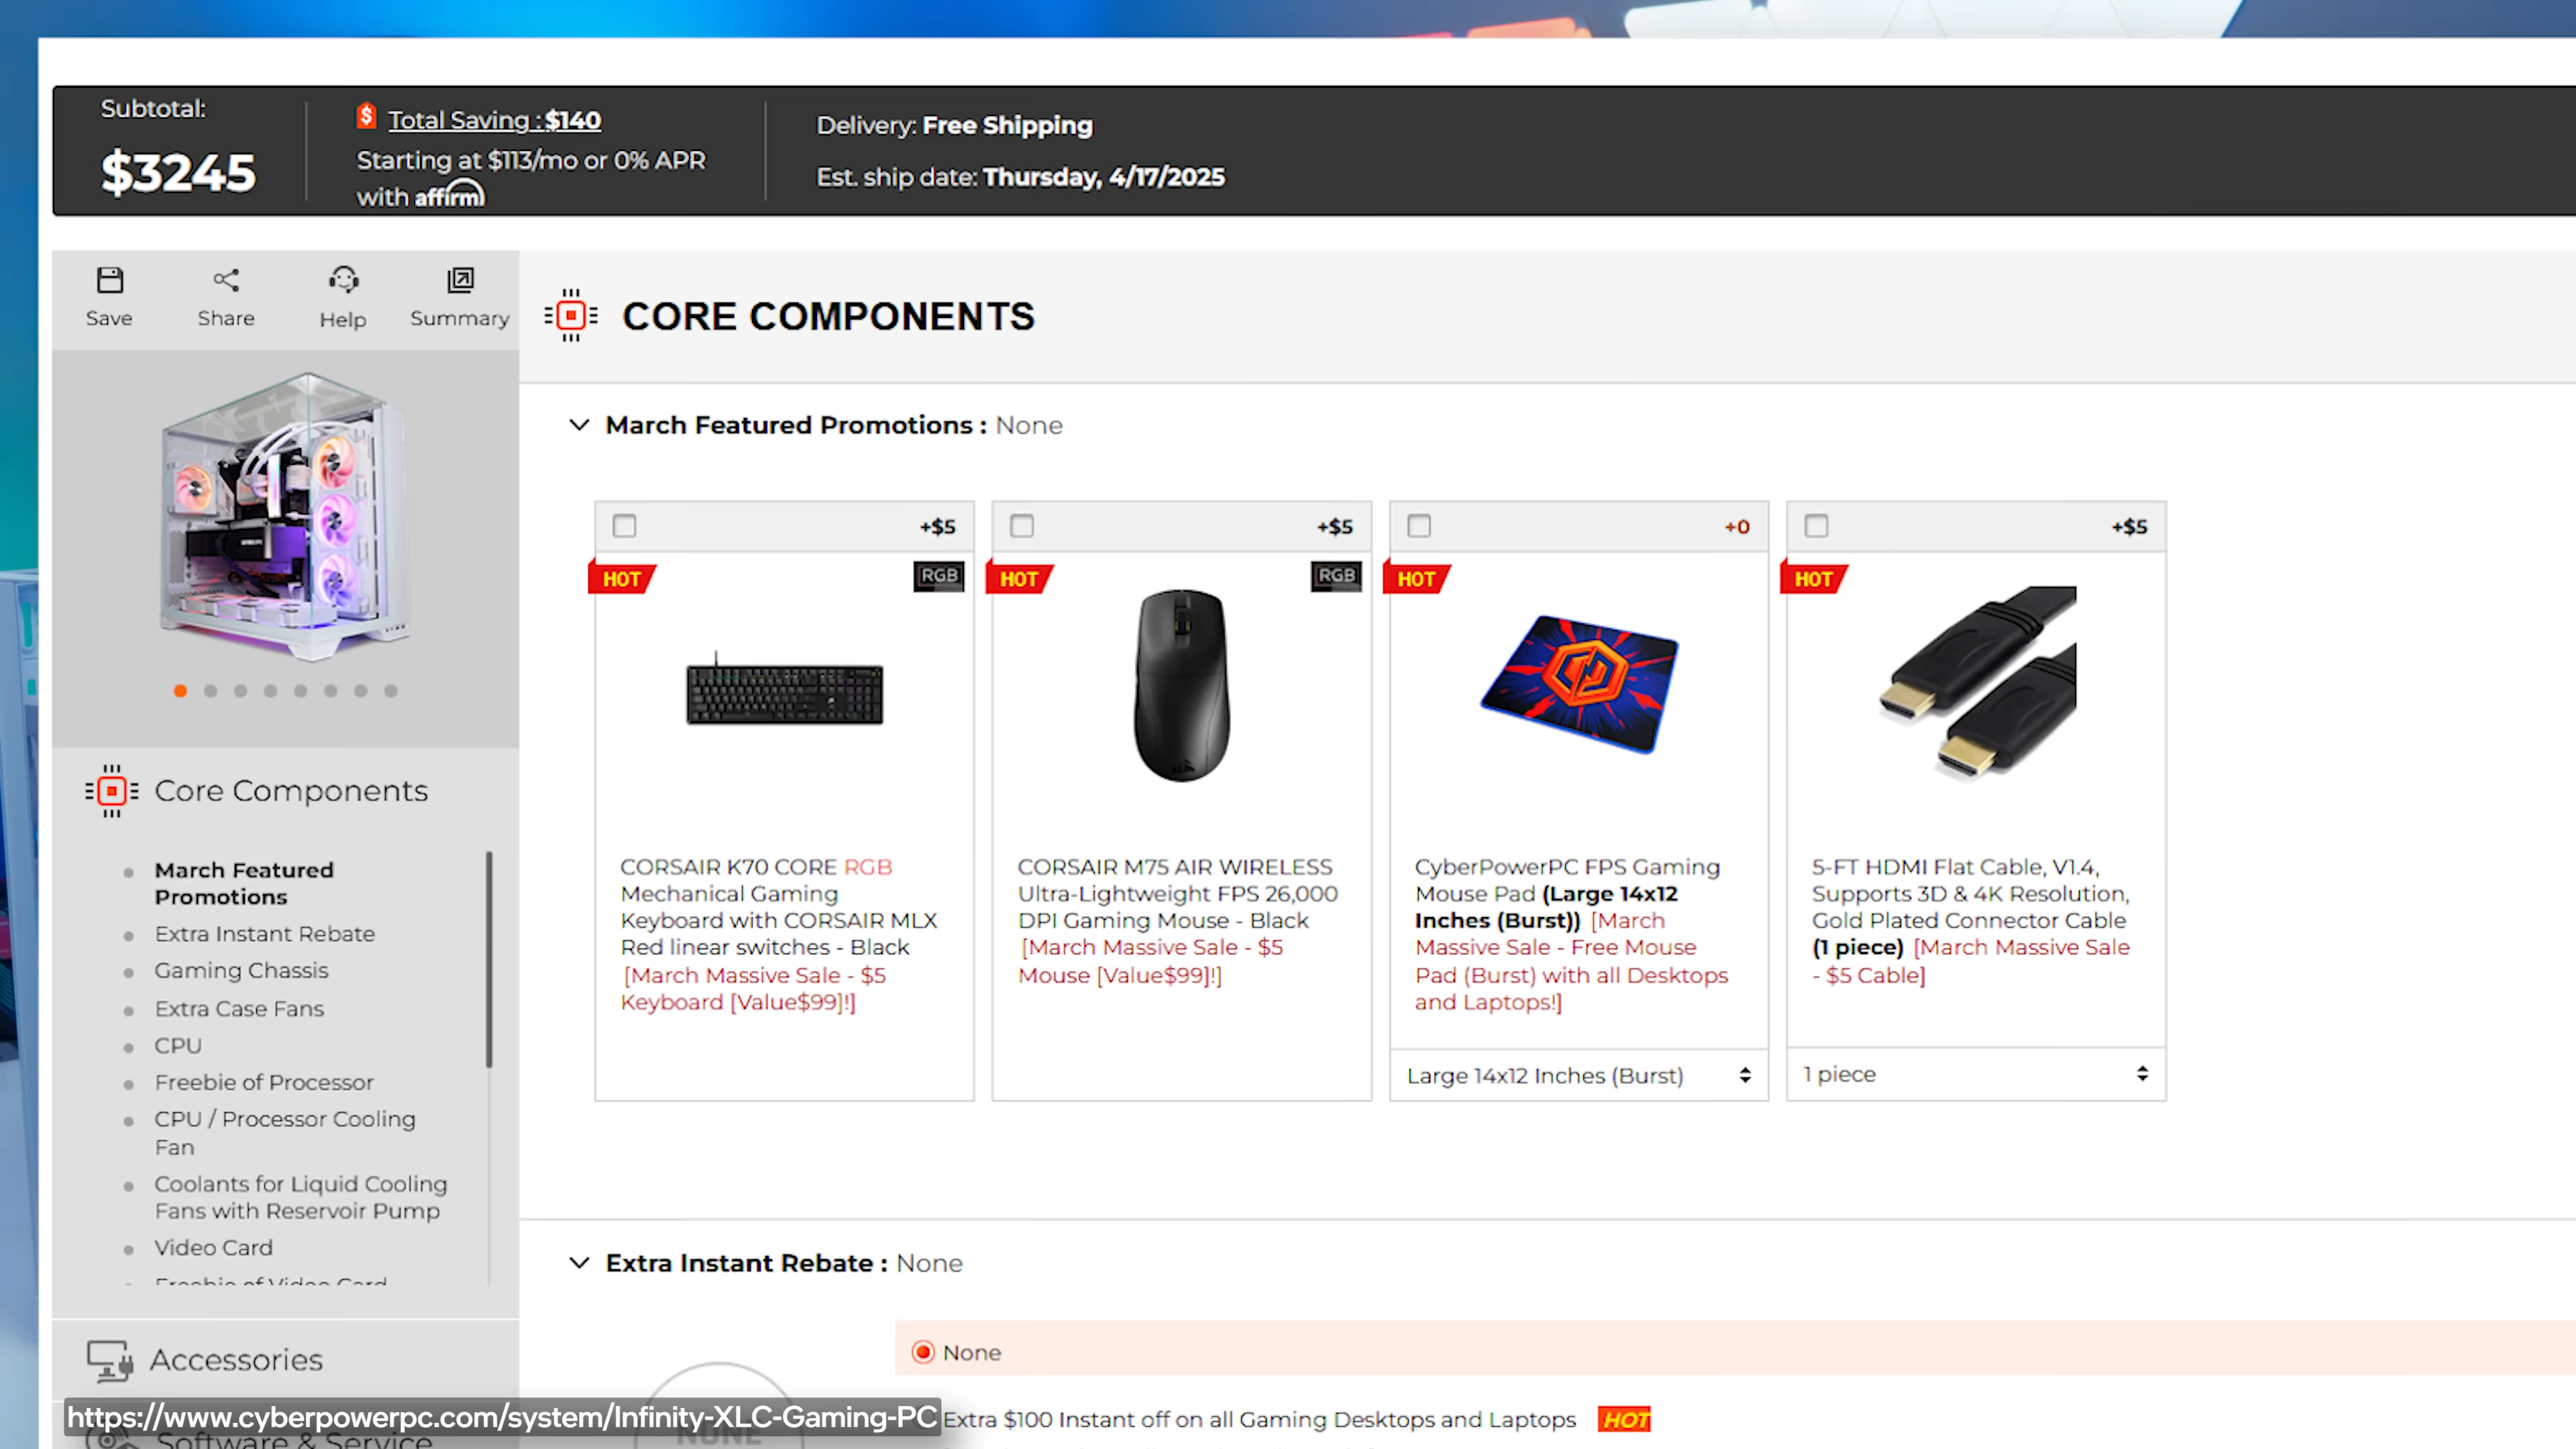 Subtotal:
$3245
Total Saving : $140
Starting at $113/mo or 0% APR
with affirm
Delivery: Free Shipping
Est. ship date: Thursday, 4/17/2025
Save
Share
Help
Summary
CORE COMPONENTS
March Featured Promotions : None
+$5
HOT
RGB
CORSAIR K70 CORE RGB
Mechanical Gaming
Keyboard with CORSAIR MLX
Red linear switches - Black
[March Massive Sale - $5
Keyboard [Value$99]!]
+$5
HOT
RGB
CORSAIR M75 AIR WIRELESS
Ultra-Lightweight FPS 26,000
DPI Gaming Mouse - Black
[March Massive Sale - $5
Mouse [Value$99]!]
+0
HOT
CyberPowerPC FPS Gaming
Mouse Pad (Large 14x12
Inches (Burst)) [March
Massive Sale - Free Mouse
Pad (Burst) with all Desktops
and Laptops!]
Large 14x12 Inches (Burst)
+$5
HOT
5-FT HDMI Flat Cable, V1.4,
Supports 3D & 4K Resolution,
Gold Plated Connector Cable
(1 piece) [March Massive Sale
- $5 Cable]
1 piece
Core Components
March Featured
Promotions
Extra Instant Rebate
Gaming Chassis
Extra Case Fans
CPU
Freebie of Processor
CPU / Processor Cooling
Fan
Coolants for Liquid Cooling
Fans with Reservoir Pump
Video Card
Freebie of Video Card
Accessories
Software & Service
Extra Instant Rebate : None
None
NONE
Extra $100 Instant off on all Gaming Desktops and Laptops HOT
https://www.cyberpowerpc.com/system/Infinity-XLC-Gaming-PC